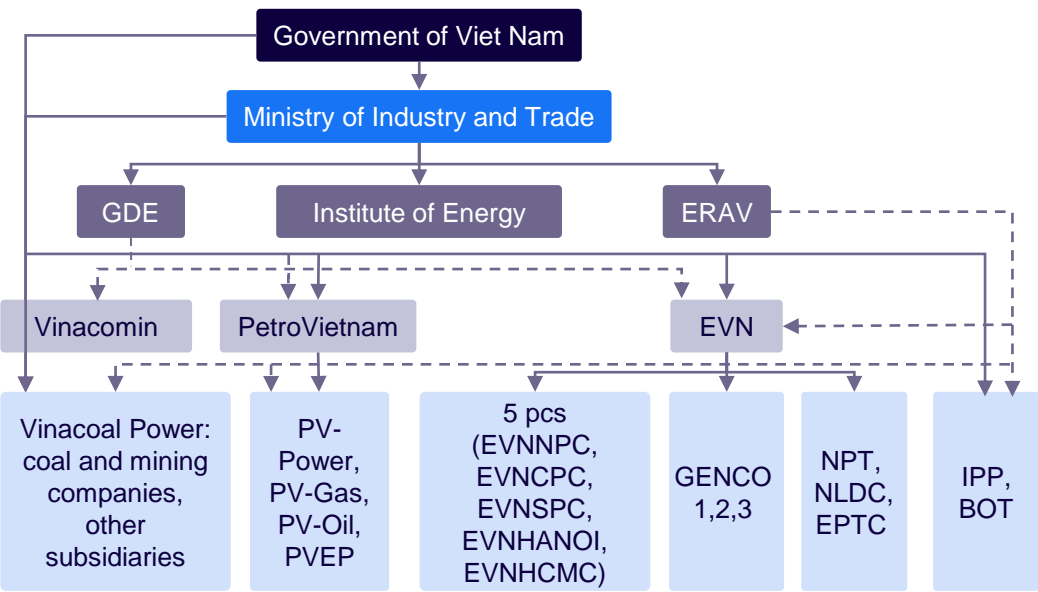 Government of Viet Nam
Ministry of Industry and Trade
GDE
Institute of Energy
ERAV
Vinacomin
PetroVietnam
EVN
Vinacoal Power:
coal and mining
companies,
other
subsidiaries
PV-
Power,
PV-Gas,
PV-Oil,
PVEP
5 pcs
(EVNNPC,
EVNCPC,
EVNSPC,
EVNHANOI,
EVNHCMC)
GENCO
1,2,3
NPT,
NLDC,
EPTC
IPP,
BOT